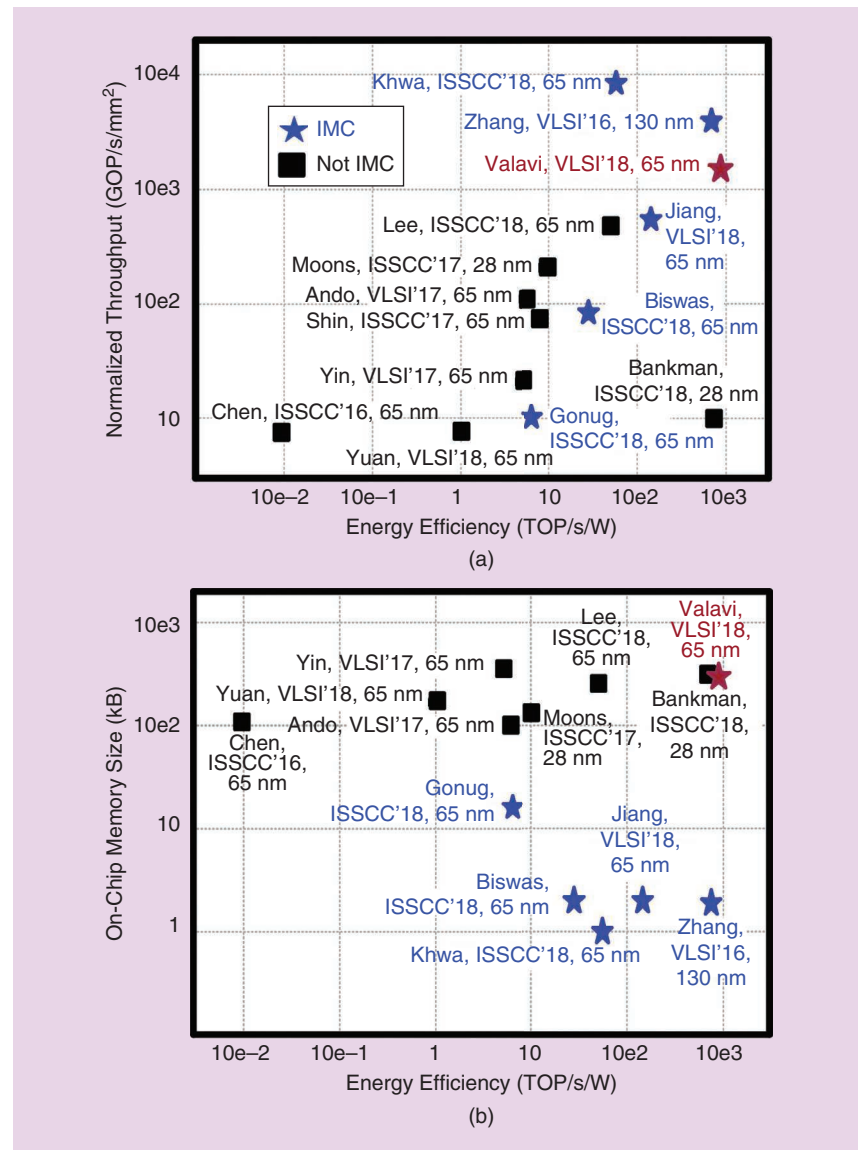 Normalized Throughput (GOP/s/mm²)
10e4
10e3
10e2
10
IMC
Not IMC
Khwa, ISSCC'18, 65 nm
Zhang, VLSI'16, 130 nm
Valavi, VLSI'18, 65 nm
Jiang,
VLSI'18,
65 nm
Lee, ISSCC'18, 65 nm
Moons, ISSCC'17, 28 nm
Ando, VLSI'17, 65 nm
Shin, ISSCC'17, 65 nm
Biswas,
ISSCC'18, 65 nm
Yin, VLSI'17, 65 nm
Bankman,
ISSCC'18, 28 nm
Chen, ISSCC'16, 65 nm
Gonug,
ISSCC'18, 65 nm
Yuan, VLSI'18, 65 nm
10e–2
10e–1
1
10
10e2
10e3
Energy Efficiency (TOP/s/W)
(a)
On-Chip Memory Size (kB)
10e3
10e2
10
1
Lee,
ISSCC'18,
65 nm
Valavi,
VLSI'18,
65 nm
Yin, VLSI'17, 65 nm
Yuan, VLSI'18, 65 nm
Ando, VLSI'17, 65 nm
Chen,
ISSCC'16,
65 nm
Moons,
ISSCC'17,
28 nm
Bankman,
ISSCC'18,
28 nm
Gonug,
ISSCC'18, 65 nm
Jiang,
VLSI'18,
65 nm
Biswas,
ISSCC'18, 65 nm
Khwa, ISSCC'18, 65 nm
Zhang,
VLSI'16,
130 nm
10e–2
10e–1
1
10
10e2
10e3
Energy Efficiency (TOP/s/W)
(b)